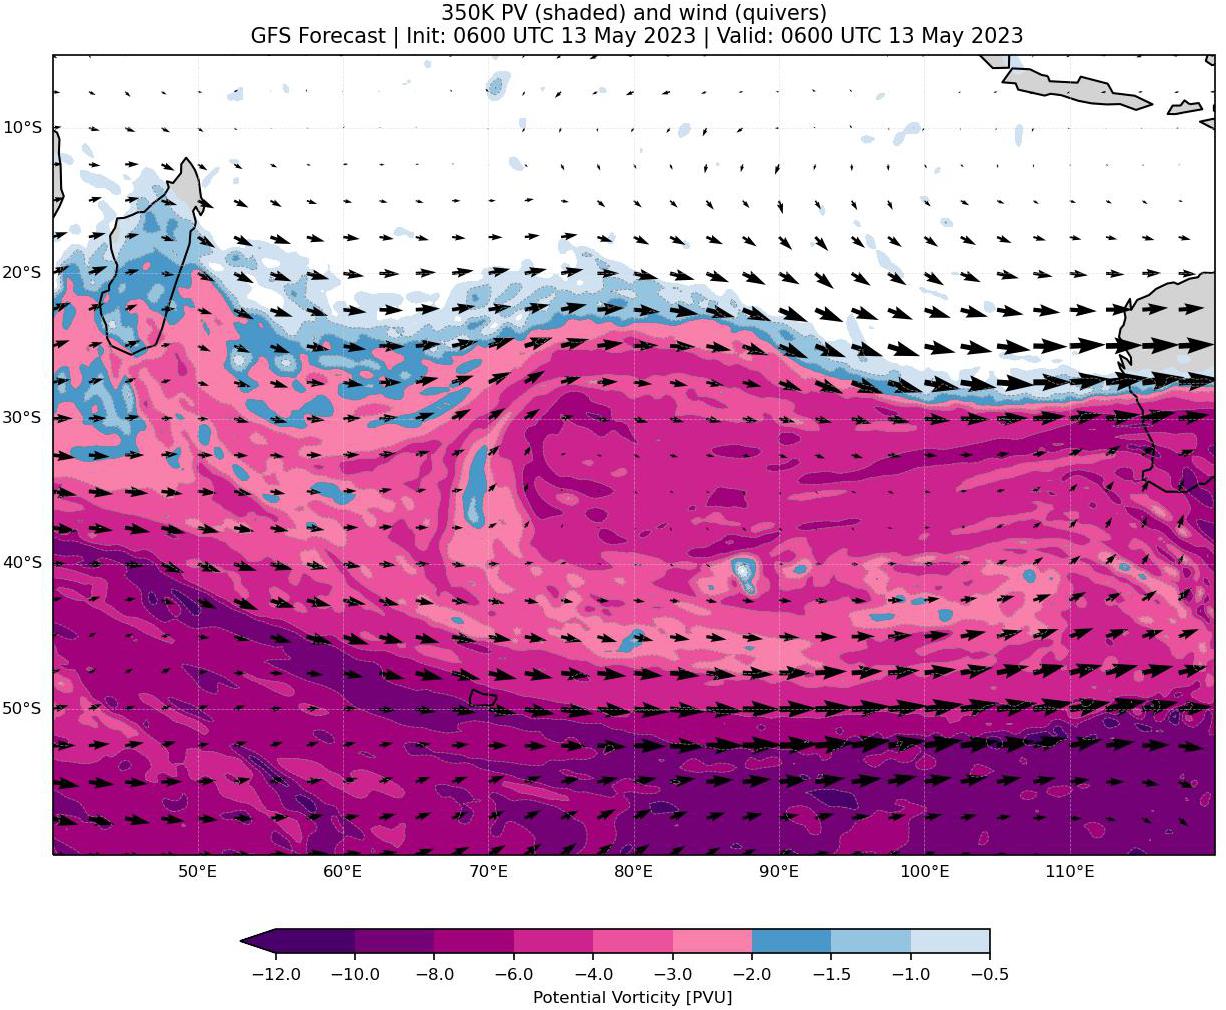 350K PV (shaded) and wind (quivers)
GFS Forecast | Init: 0600 UTC 13 May 2023 | Valid: 0600 UTC 13 May 2023
10°S
20°S
30°S
40°S
50°S
50°E 60°E 70°E 80°E 90°E 100°E 110°E
−12.0 −10.0 −8.0 −6.0 −4.0 −3.0 −2.0 −1.5 −1.0 −0.5
Potential Vorticity [PVU]